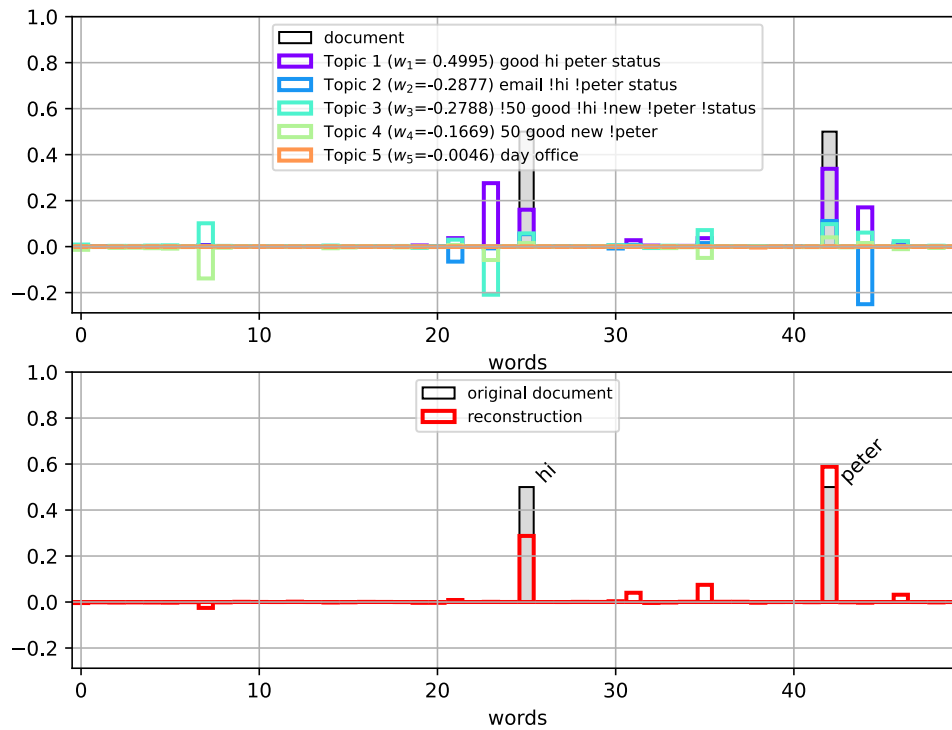 1.0
0.8
0.6
0.4
0.2
0.0
−0.2
document
Topic 1 (w₁= 0.4995) good hi peter status
Topic 2 (w₂=-0.2877) email !hi !peter status
Topic 3 (w₃=-0.2788) !50 good !hi !new !peter !status
Topic 4 (w₄=-0.1669) 50 good new !peter
Topic 5 (w₅=-0.0046) day office
0 10 20 30 40
words
1.0
0.8
0.6
0.4
0.2
0.0
−0.2
original document
reconstruction
hi
peter
0 10 20 30 40
words